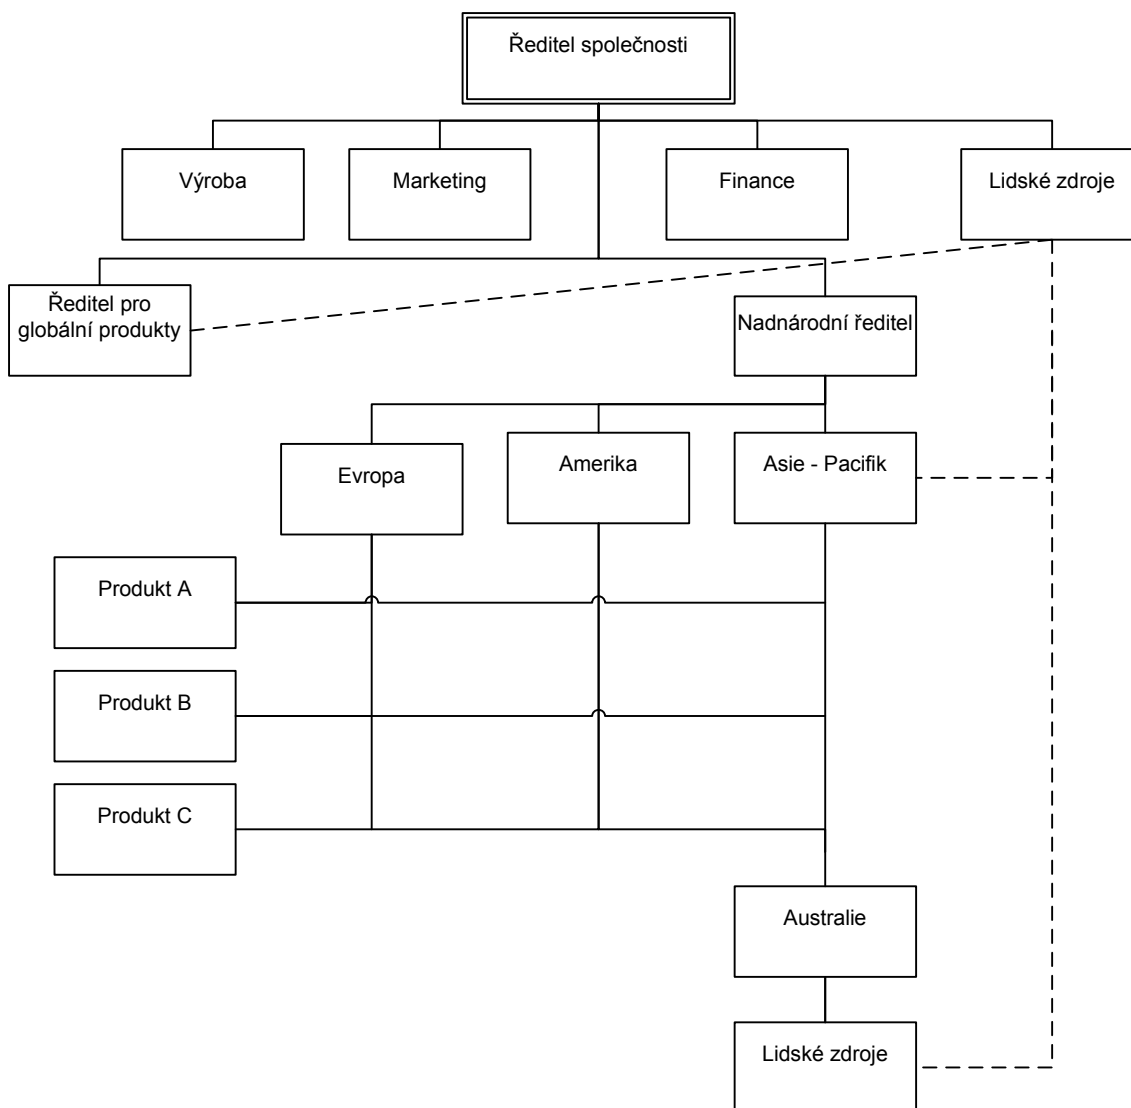 Ředitel společnosti
Výroba
Marketing
Finance
Lidské zdroje
Ředitel pro
globální produkty
Nadnárodní ředitel
Evropa
Amerika
Asie - Pacifik
Produkt A
Produkt B
Produkt C
Australie
Lidské zdroje